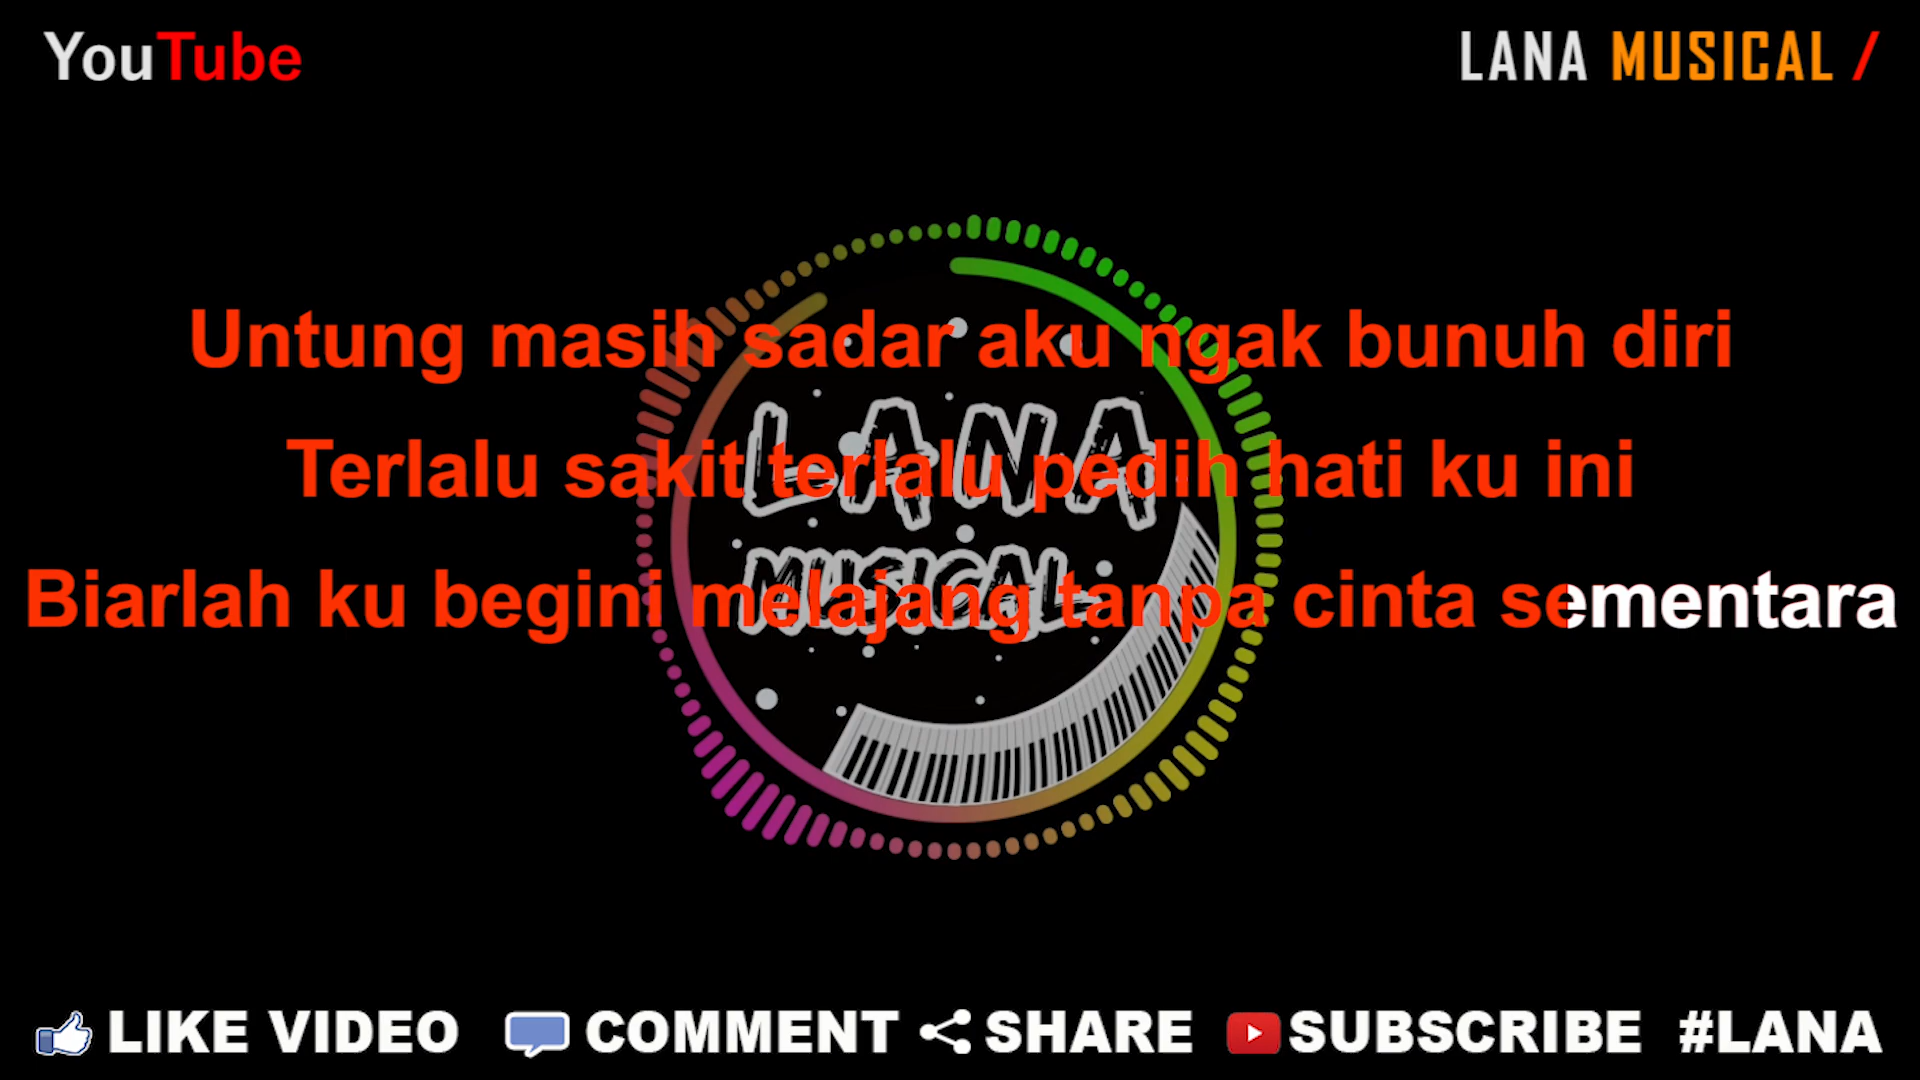 YouTube
LANA MUSICAL /
Untung masih sadar aku ngak bunuh diri
Terlalu sakit terlalu pedih hati ku ini
Biarlah ku begini melajang tanpa cinta sementara
LANA
MUSICAL
LIKE VIDEO COMMENT SHARE SUBSCRIBE #LANA